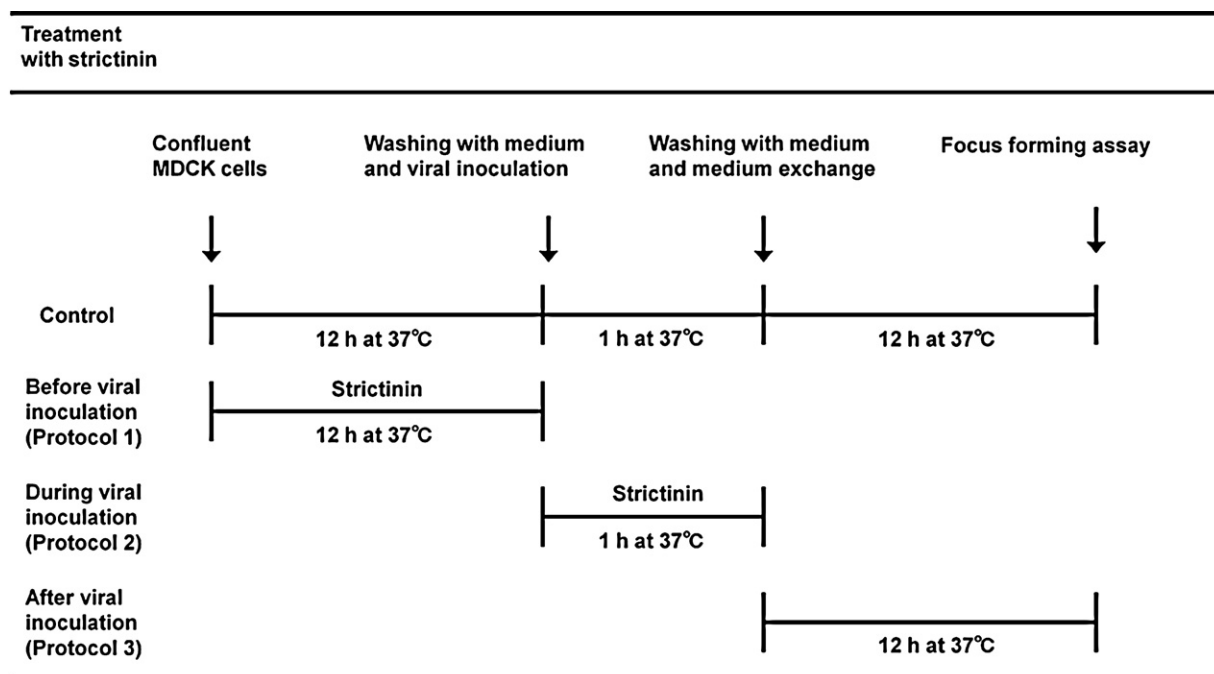 Treatment
with strictinin
Confluent
MDCK cells
Washing with medium
and viral inoculation
Washing with medium
and medium exchange
Focus forming assay
Control
12 h at 37℃
1 h at 37℃
12 h at 37℃
Before viral
inoculation
(Protocol 1)
Strictinin
12 h at 37℃
During viral
inoculation
(Protocol 2)
Strictinin
1 h at 37℃
After viral
inoculation
(Protocol 3)
12 h at 37℃